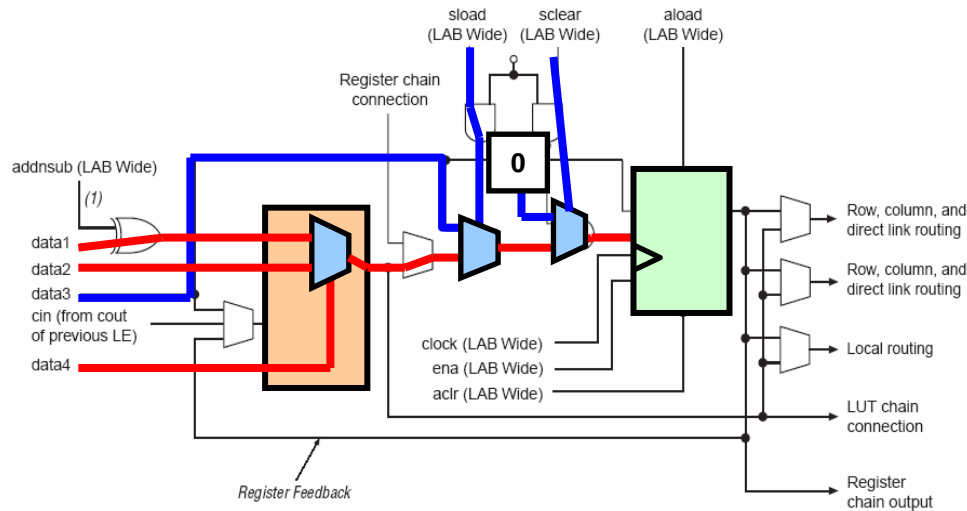 sload
(LAB Wide)
sclear
(LAB Wide)
aload
(LAB Wide)
Register chain
connection
addnsub (LAB Wide)
(1)
0
data1
data2
data3
cin (from cout
of previous LE)
data4
Row, column, and
direct link routing
Row, column, and
direct link routing
clock (LAB Wide)
ena (LAB Wide)
aclr (LAB Wide)
Local routing
LUT chain
connection
Register Feedback
Register
chain output